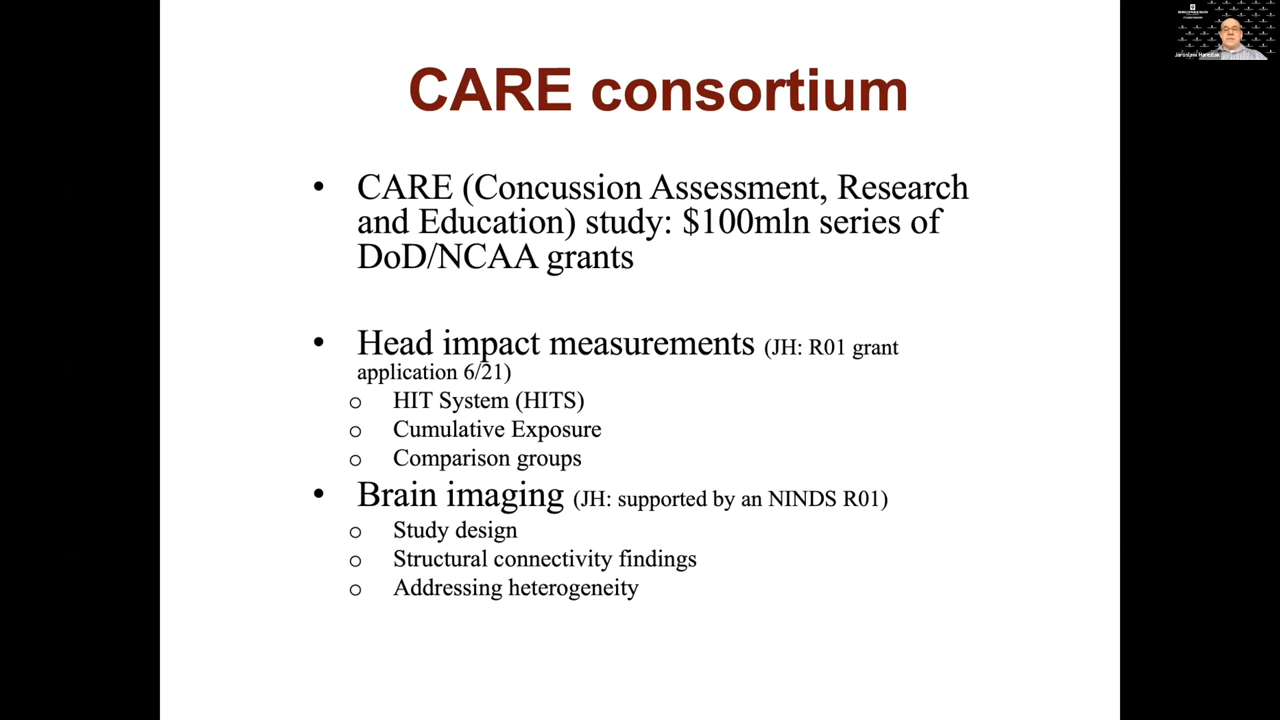 CARE consortium
• CARE (Concussion Assessment, Research
and Education) study: $100mln series of
DoD/NCAA grants
• Head impact measurements (JH: R01 grant
application 6/21)
o HIT System (HITS)
o Cumulative Exposure
o Comparison groups
• Brain imaging (JH: supported by an NINDS R01)
o Study design
o Structural connectivity findings
o Addressing heterogeneity
Jaroslaw Harezlak